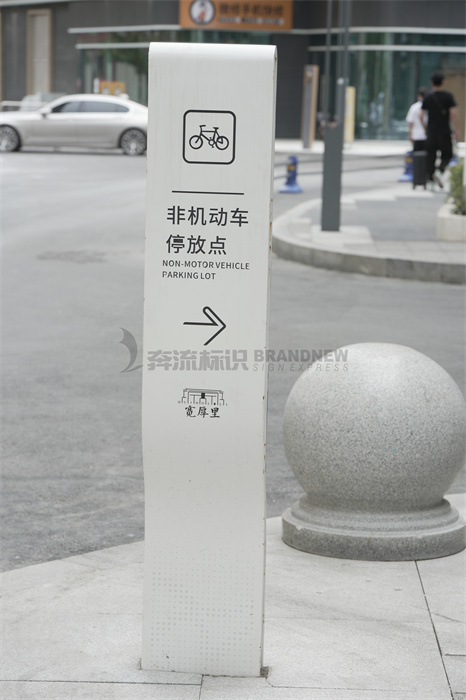 非机动车
停放点
NON-MOTOR VEHICLE
PARKING LOT
奔流标识 BRANDNEW
SIGN EXPRESS
宽犀里